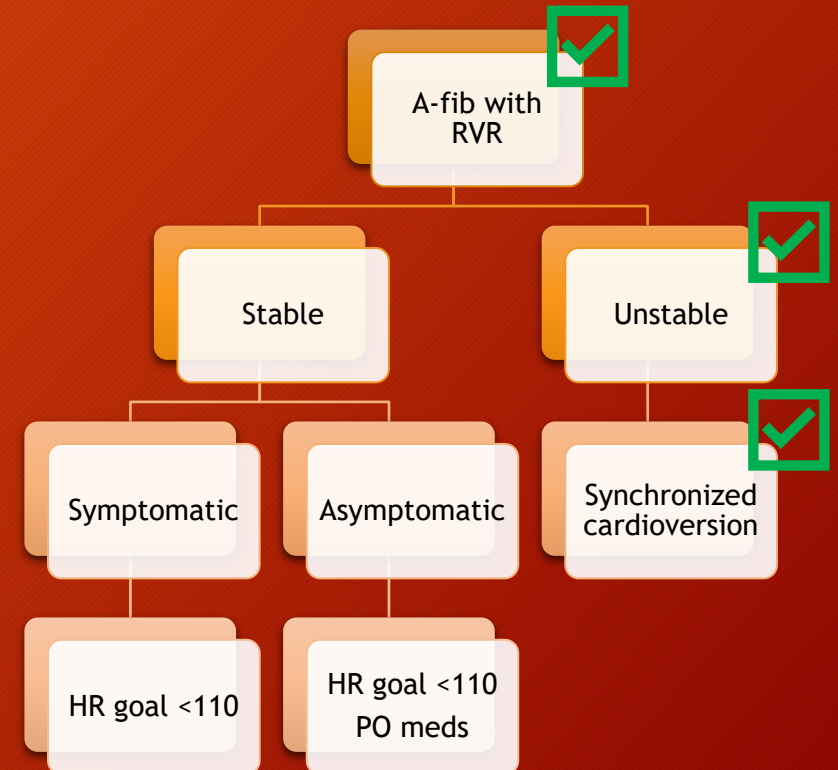 A-fib with
RVR
Stable
Unstable
Symptomatic
Asymptomatic
Synchronized
cardioversion
HR goal <110
HR goal <110
PO meds